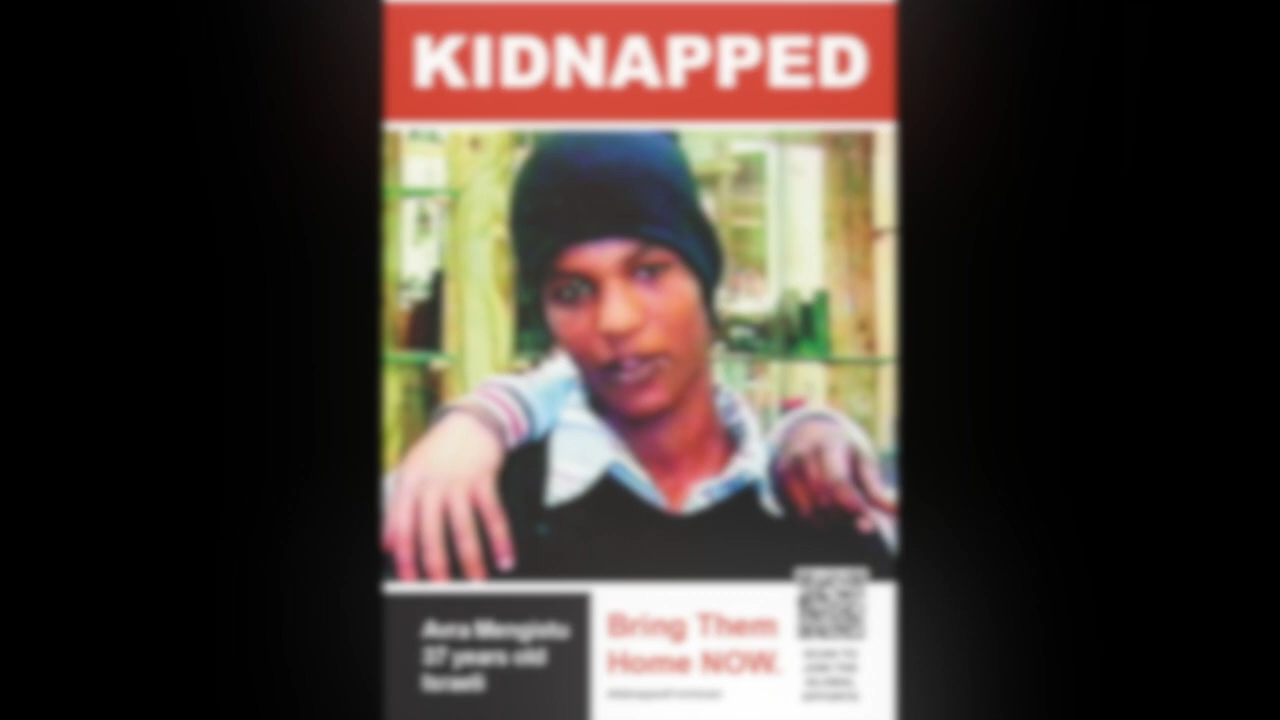 KIDNAPPED
Avra Mengistu
37 years old
Israeli
Bring Them
Home NOW.